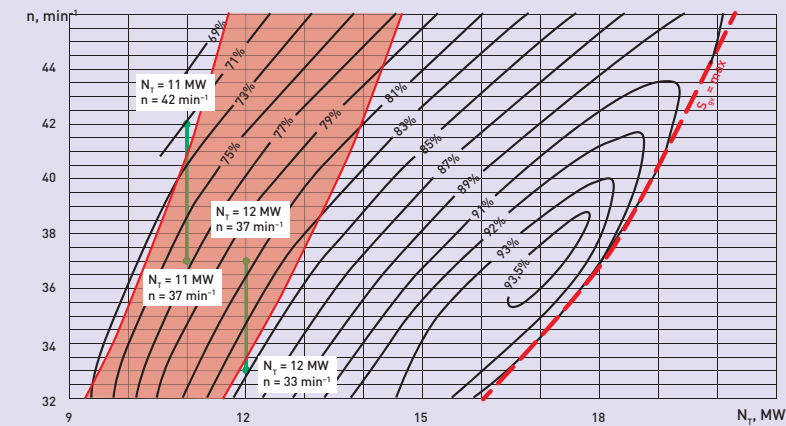 n, min⁻¹
69%
71%
73%
75%
77%
79%
81%
83%
85%
87%
89%
91%
92%
93%
93,5%
S_gv = max
N_T = 11 MW
n = 42 min⁻¹
N_T = 12 MW
n = 37 min⁻¹
N_T = 11 MW
n = 37 min⁻¹
N_T = 12 MW
n = 33 min⁻¹
44
42
40
38
36
34
32
9
12
15
18
N_T, MW